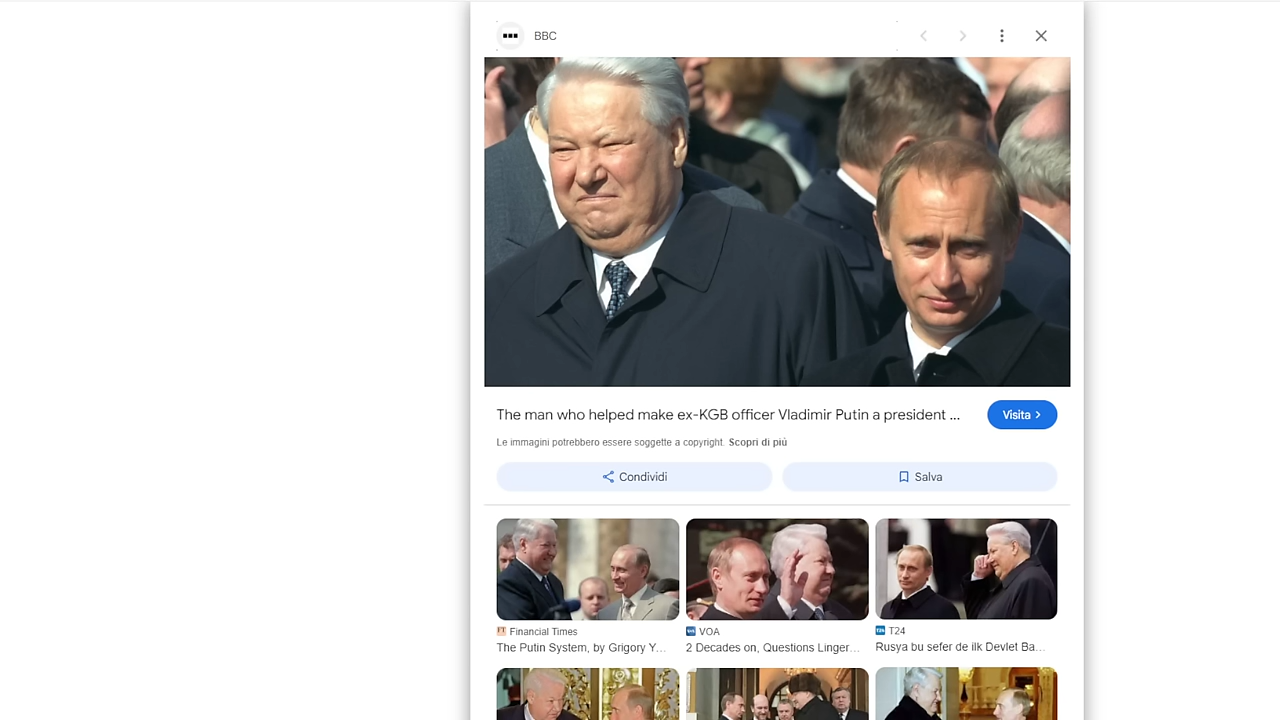 BBC
The man who helped make ex-KGB officer Vladimir Putin a president ...
Visita
Le immagini potrebbero essere soggette a copyright. Scopri di più
Condividi
Salva
Financial Times
The Putin System, by Grigory Y...
VOA
2 Decades on, Questions Linger...
T24
Rusya bu sefer de ilk Devlet Ba...